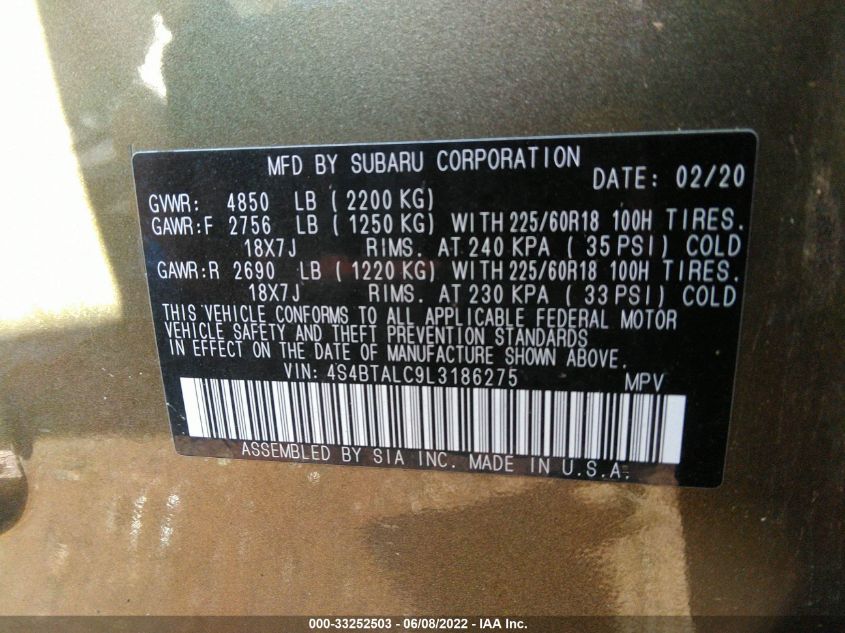 MFD BY SUBARU CORPORATION
DATE: 02/20
GVWR: 4850 LB ( 2200 KG)
GAWR:F 2756 LB ( 1250 KG) WITH 225/60R18 100H TIRES.
18X7J RIMS. AT 240 KPA ( 35 PSI) COLD
GAWR:R 2690 LB ( 1220 KG) WITH 225/60R18 100H TIRES.
18X7J RIMS. AT 230 KPA ( 33 PSI) COLD
THIS VEHICLE CONFORMS TO ALL APPLICABLE FEDERAL MOTOR
VEHICLE SAFETY AND THEFT PREVENTION STANDARDS
IN EFFECT ON THE DATE OF MANUFACTURE SHOWN ABOVE.
VIN: 4S4BTALC9L3186275 MPV
ASSEMBLED BY SIA INC. MADE IN U.S.A.
000-33252503 - 06/08/2022 - IAA Inc.